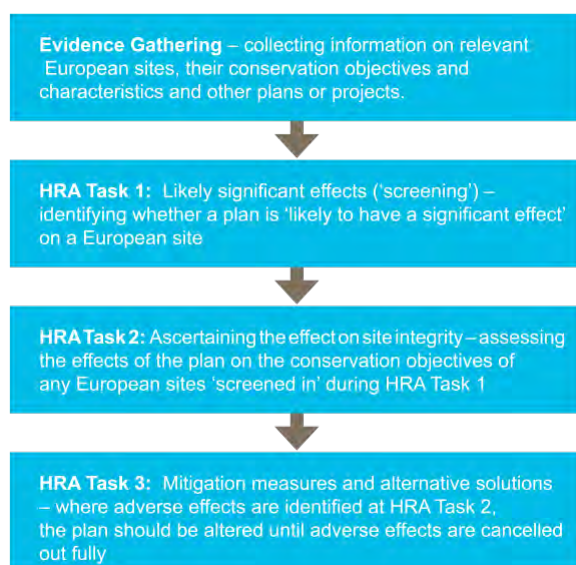 Evidence Gathering – collecting information on relevant
European sites, their conservation objectives and
characteristics and other plans or projects.
HRA Task 1: Likely significant effects (‘screening’) –
identifying whether a plan is ‘likely to have a significant effect’
on a European site
HRA Task 2: Ascertaining the effect on site integrity – assessing
the effects of the plan on the conservation objectives of
any European sites ‘screened in’ during HRA Task 1
HRA Task 3: Mitigation measures and alternative solutions
– where adverse effects are identified at HRA Task 2,
the plan should be altered until adverse effects are cancelled
out fully